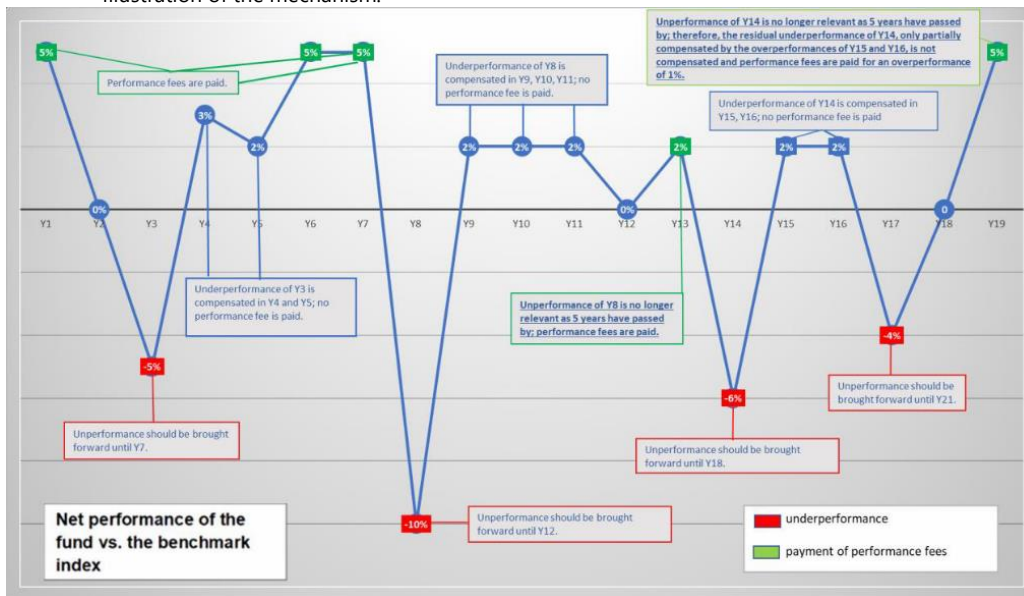 illustration of the mechanism.
5%
5%
5%
Unperformance of Y14 is no longer relevant as 5 years have passed
by; therefore, the residual underperformance of Y14, only partially
compensated by the overperformances of Y15 and Y16, is not
compensated and performance fees are paid for an overperformance
of 1%.
5%
Performance fees are paid.
Underperformance of Y8 is
compensated in Y9, Y10, Y11; no
performance fee is paid.
Underperformance of Y14 is compensated in
Y15, Y16; no performance fee is paid
3%
2%
2%
2%
2%
2%
2%
2%
0%
0%
0
Y1
Y2
Y3
Y4
Y5
Y6
Y7
Y8
Y9
Y10
Y11
Y12
Y13
Y14
Y15
Y16
Y17
Y18
Y19
Underperformance of Y3 is
compensated in Y4 and Y5; no
performance fee is paid.
Unperformance of Y8 is no longer
relevant as 5 years have passed
by; performance fees are paid.
-5%
-4%
-6%
Unperformance should be
brought forward until Y21.
Unperformance should be brought
forward until Y7.
Unperformance should be brought
forward until Y18.
-10%
Unperformance should be brought
forward until Y12.
Net performance of the
fund vs. the benchmark
index
underperformance
payment of performance fees